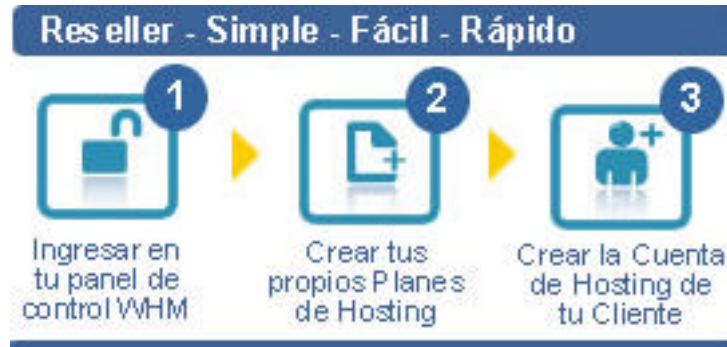 Reseller - Simple - Fácil - Rápido
1
2
3
Ingresar en
tu panel de
control WHM
Crear tus
propios Planes
de Hosting
Crear la Cuenta
de Hosting de
tu Cliente